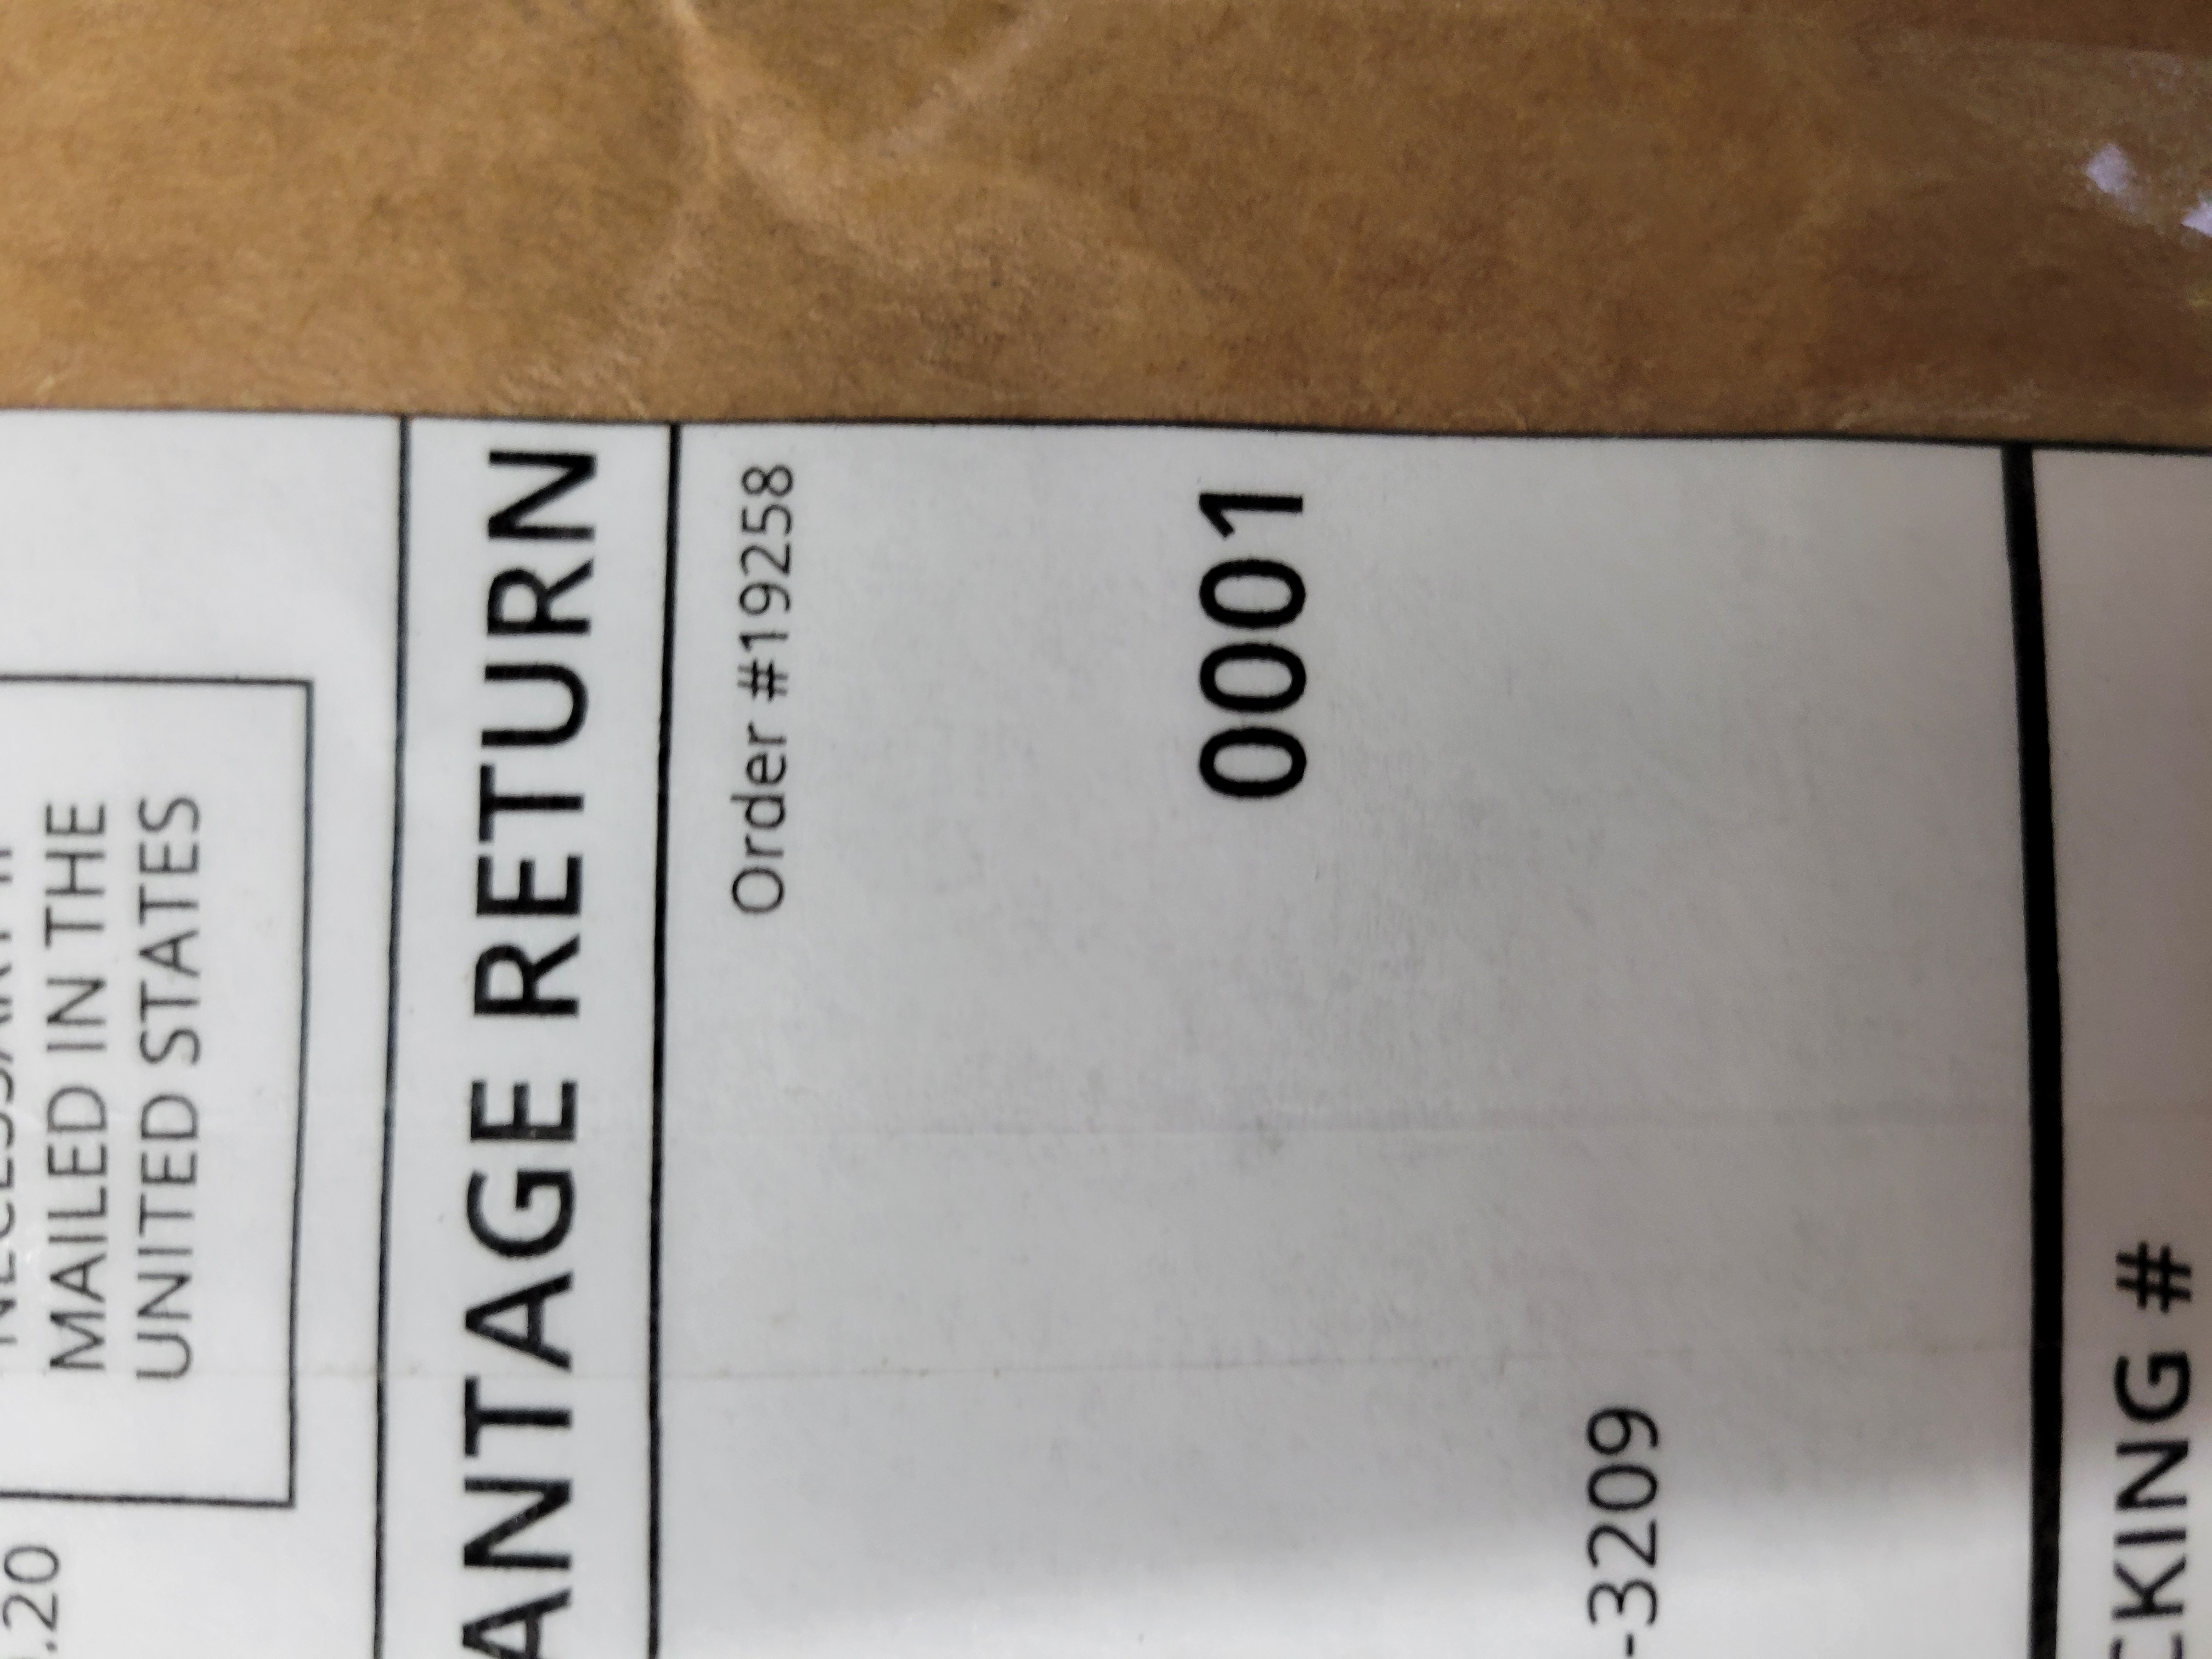 MAILED IN THE
UNITED STATES
.20
ANTAGE RETURN
Order #19258
0001
-3209
CKING #